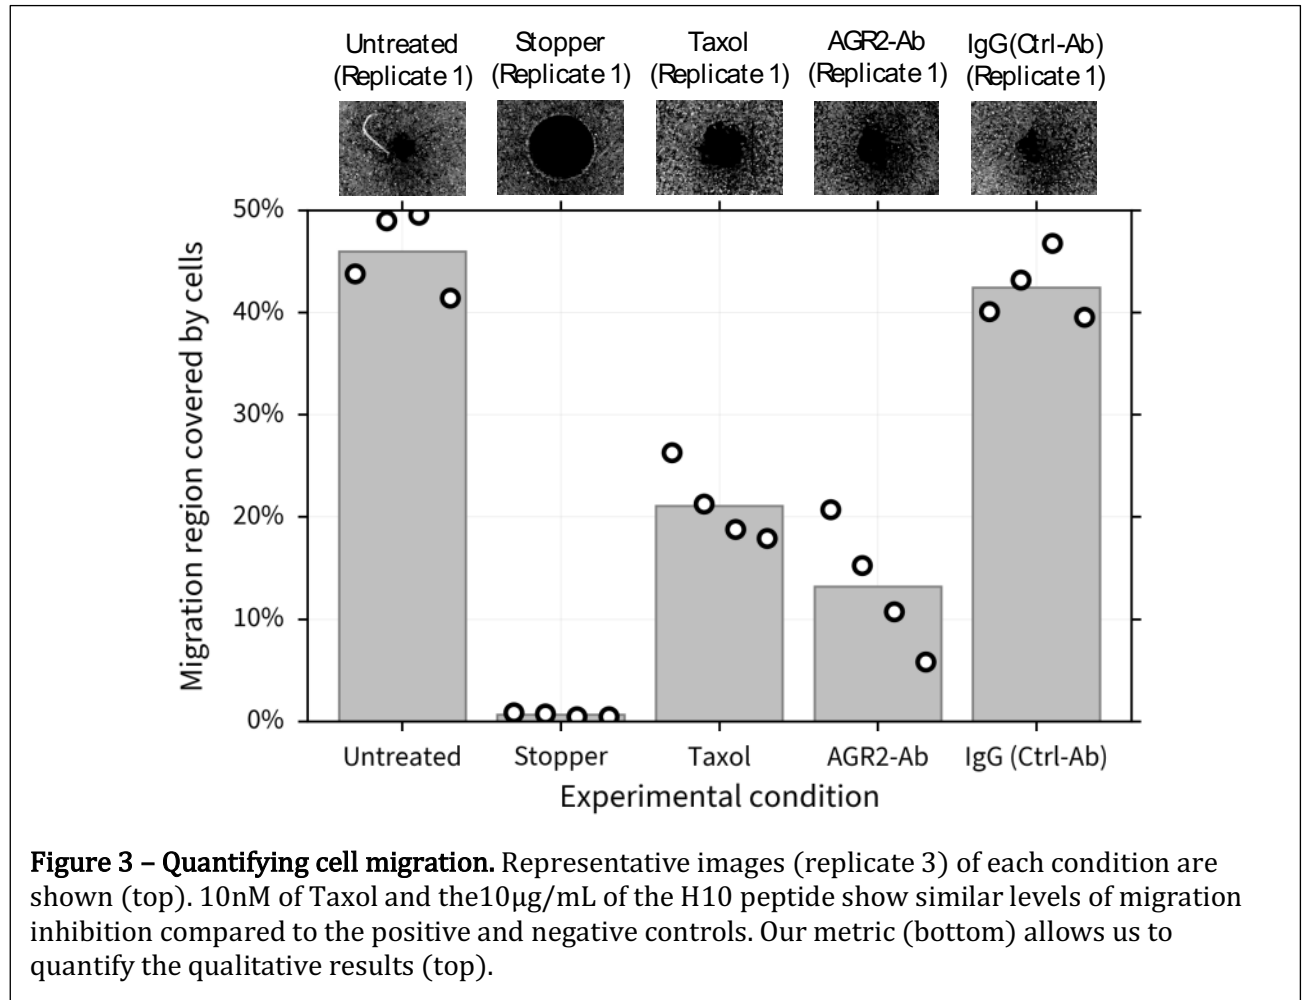 Untreated Stopper Taxol AGR2-Ab IgG(Ctrl-Ab)
(Replicate 1) (Replicate 1) (Replicate 1) (Replicate 1) (Replicate 1)
50%
40%
30%
20%
10%
0%
Migration region covered by cells
Untreated Stopper Taxol AGR2-Ab IgG (Ctrl-Ab)
Experimental condition
Figure 3 – Quantifying cell migration. Representative images (replicate 3) of each condition are
shown (top). 10nM of Taxol and the10µg/mL of the H10 peptide show similar levels of migration
inhibition compared to the positive and negative controls. Our metric (bottom) allows us to
quantify the qualitative results (top).